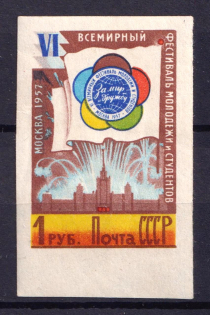 VI
ВСЕМИРНЫЙ
ФЕСТИВАЛЬ МОЛОДЕЖИ И СТУДЕНТОВ
МОСКВА 1957
За мир
и дружбу
1 РУБ. Почта СССР